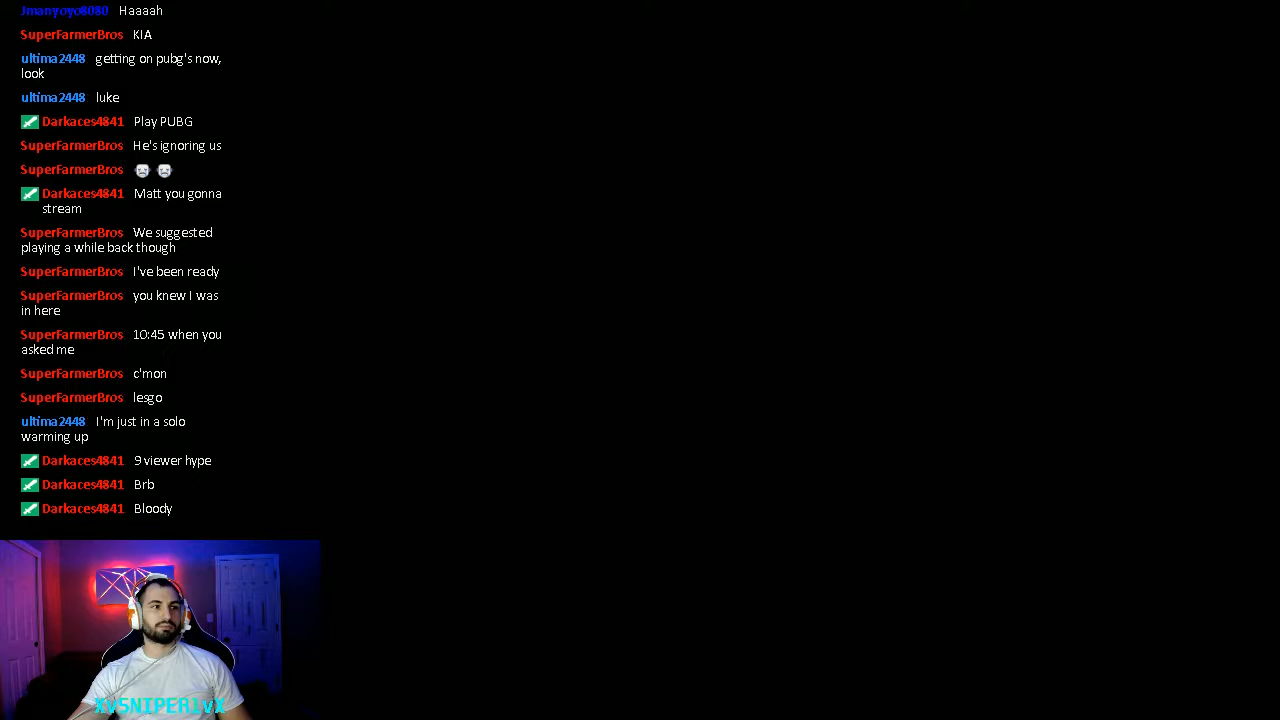 Jmanyoyo8080 Haaaah
SuperFarmerBros KIA
ultima2448 getting on pubg's now,
look
ultima2448 luke
Darkaces4841 Play PUBG
SuperFarmerBros He's ignoring us
SuperFarmerBros
Darkaces4841 Matt you gonna
stream
SuperFarmerBros We suggested
playing a while back though
SuperFarmerBros I've been ready
SuperFarmerBros you knew I was
in here
SuperFarmerBros 10:45 when you
asked me
SuperFarmerBros c'mon
SuperFarmerBros lesgo
ultima2448 I'm just in a solo
warming up
Darkaces4841 9 viewer hype
Darkaces4841 Brb
Darkaces4841 Bloody
XvSNIPER1vX